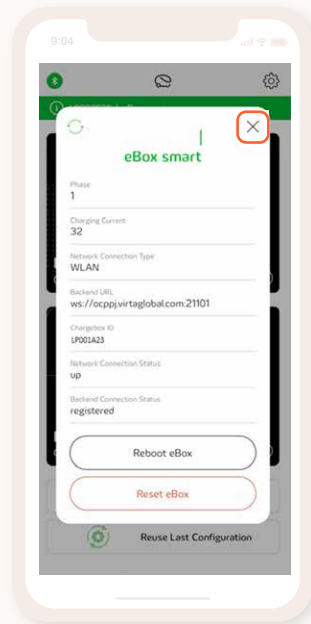 9:04
eBox smart
Phase
1
Charging Current
32
Network Connection Type
WLAN
Backend URL
ws://ocppj.virtaglobal.com:21101
Chargebox ID
LP001A23
Network Connection Status
up
Backend Connection Status
registered
Reboot eBox
Reset eBox
Reuse Last Configuration